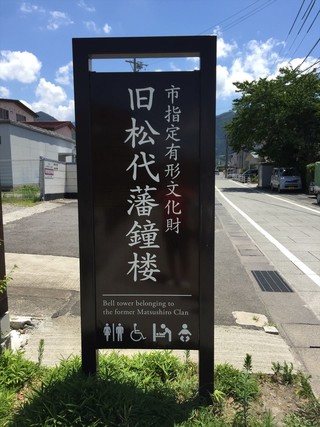 市指定有形文化財
旧松代藩鐘楼
Bell tower belonging to
the former Matsushiro Clan